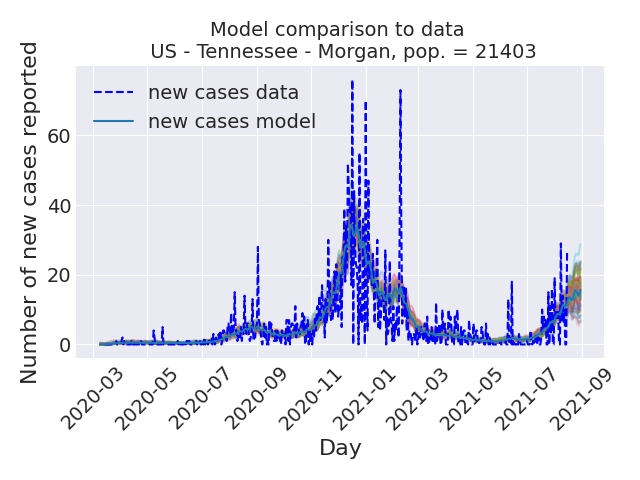 Model comparison to data
US - Tennessee - Morgan, pop. = 21403
new cases data
new cases model
Number of new cases reported
60
40
20
0
2020-03
2020-05
2020-07
2020-09
2020-11
2021-01
2021-03
2021-05
2021-07
2021-09
Day